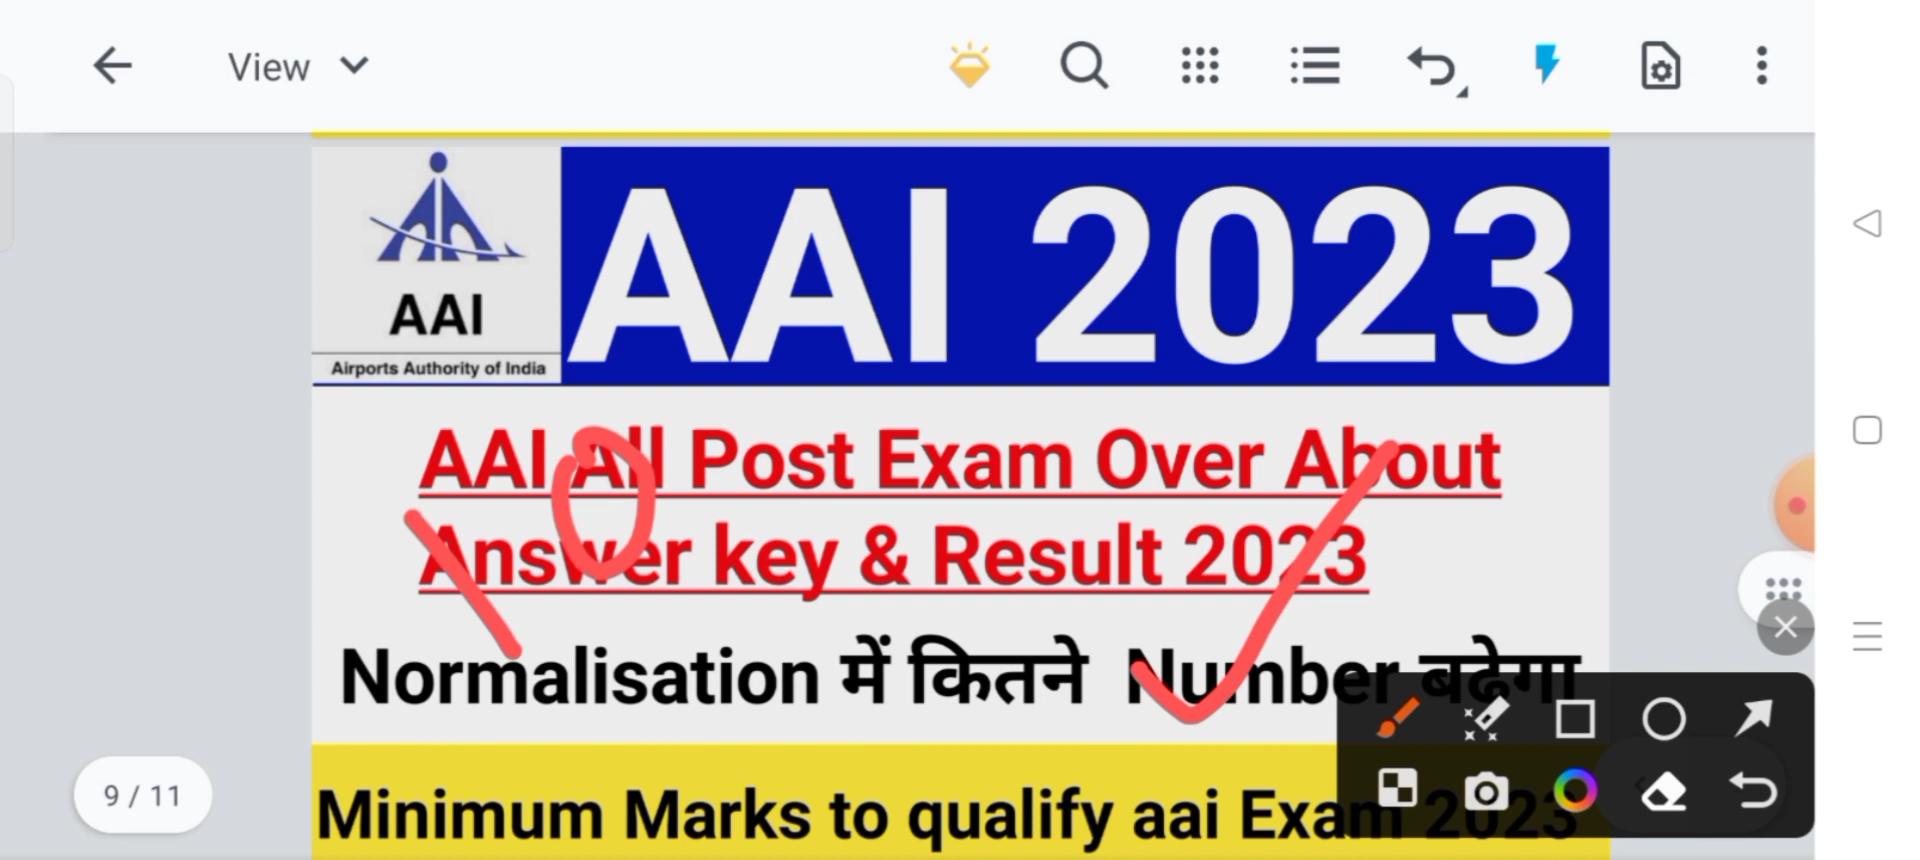 View
AAI
Airports Authority of India
AAI 2023
AAI All Post Exam Over About
Answer key & Result 2023
Normalisation में कितने Number बढ़ेगा
9 / 11
Minimum Marks to qualify aai Exam 2023